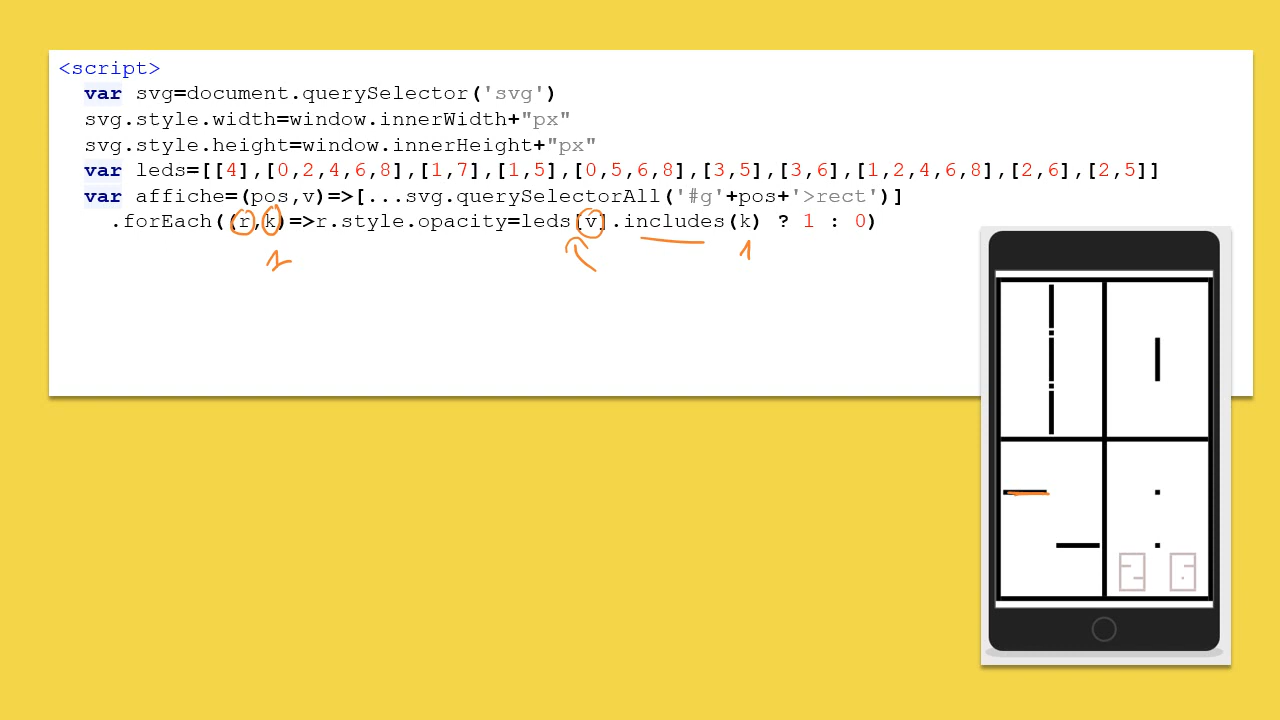 <script>
var svg=document.querySelector('svg')
svg.style.width=window.innerWidth+"px"
svg.style.height=window.innerHeight+"px"
var leds=[[4],[0,2,4,6,8],[1,7],[1,5],[0,5,6,8],[3,5],[3,6],[1,2,4,6,8],[2,6],[2,5]]
var affiche=(pos,v)=>[...svg.querySelectorAll('#g'+pos+'>rect')]
.forEach((r,k)=>r.style.opacity=leds[v].includes(k) ? 1 : 0)
1